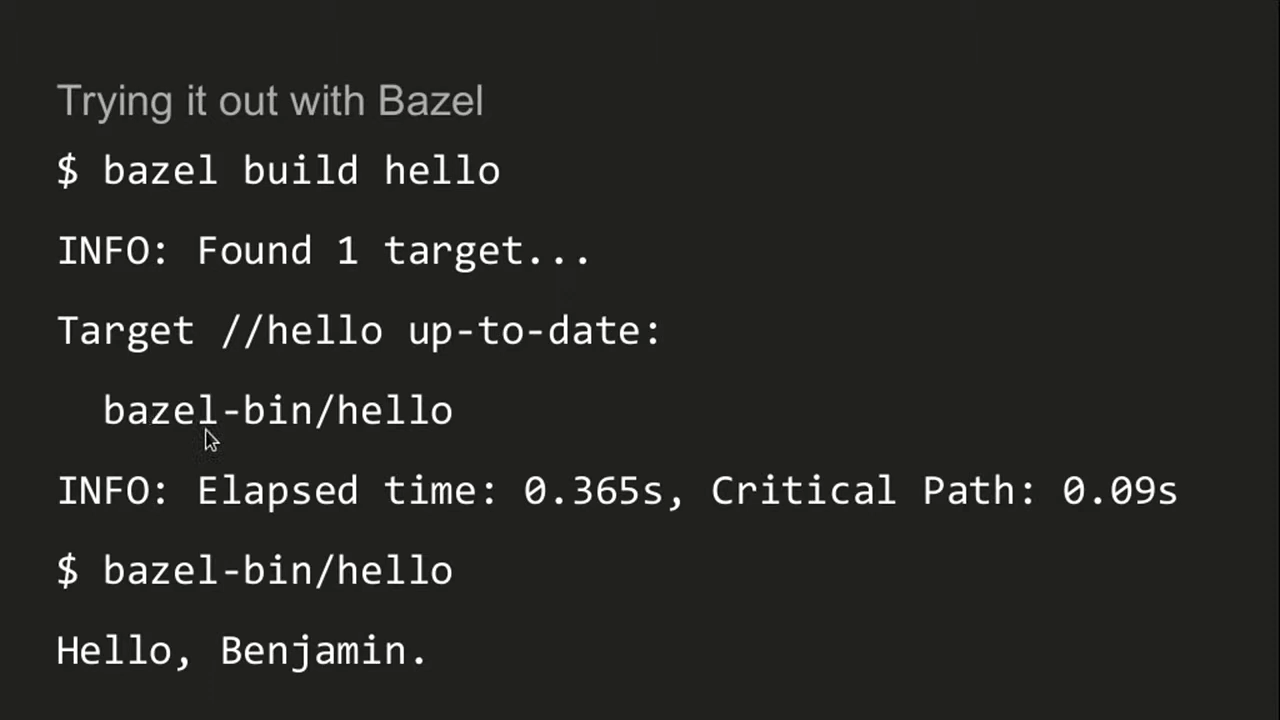 Trying it out with Bazel
$ bazel build hello
INFO: Found 1 target...
Target //hello up-to-date:
  bazel-bin/hello
INFO: Elapsed time: 0.365s, Critical Path: 0.09s
$ bazel-bin/hello
Hello, Benjamin.